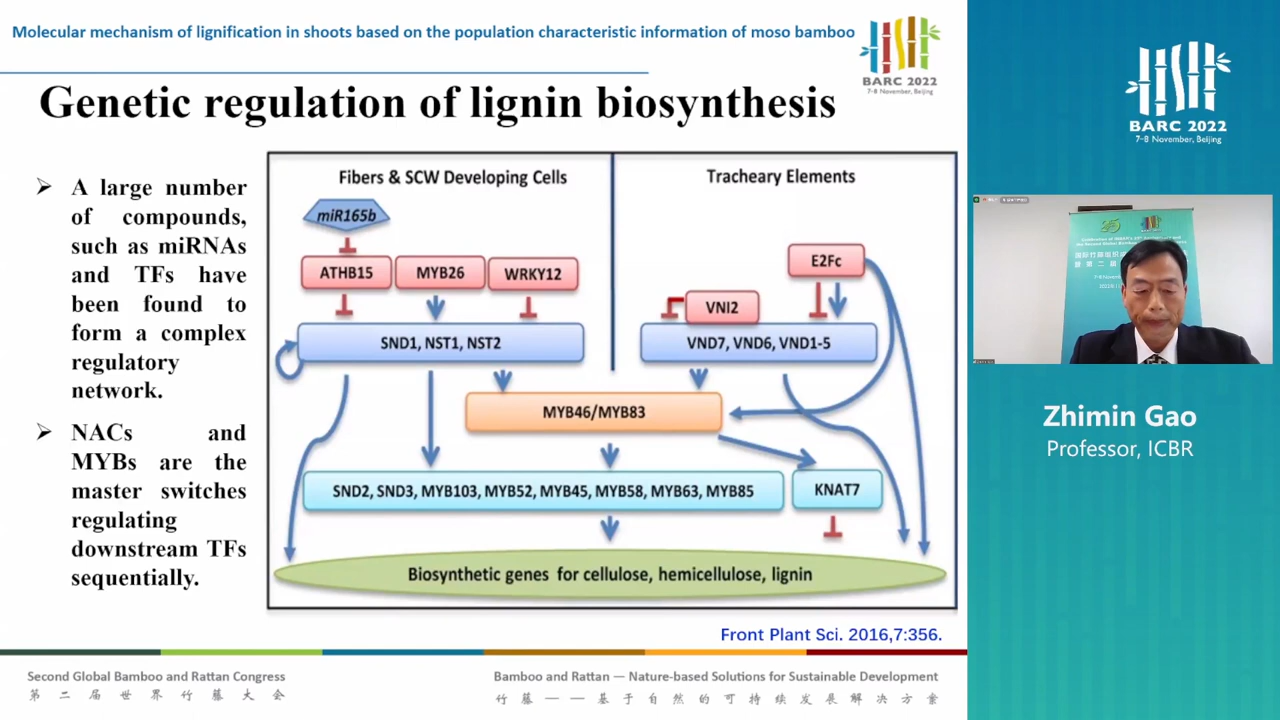 Molecular mechanism of lignification in shoots based on the population characteristic information of moso bamboo
BARC 2022
7-8 November, Beijing
Genetic regulation of lignin biosynthesis
➢ A large number
of compounds,
such as miRNAs
and TFs have
been found to
form a complex
regulatory
network.
➢ NACs and
MYBs are the
master switches
regulating
downstream TFs
sequentially.
Fibers & SCW Developing Cells
Tracheary Elements
miR165b
ATHB15
MYB26
WRKY12
E2Fc
VNI2
SND1, NST1, NST2
VND7, VND6, VND1-5
MYB46/MYB83
SND2, SND3, MYB103, MYB52, MYB45, MYB58, MYB63, MYB85
KNAT7
Biosynthetic genes for cellulose, hemicellulose, lignin
Front Plant Sci. 2016,7:356.
Second Global Bamboo and Rattan Congress
第二届世界竹藤大会
Bamboo and Rattan — Nature-based Solutions for Sustainable Development
竹藤——基于自然的可持续发展解决方案
BARC 2022
7-8 November, Beijing
Zhimin Gao
Professor, ICBR